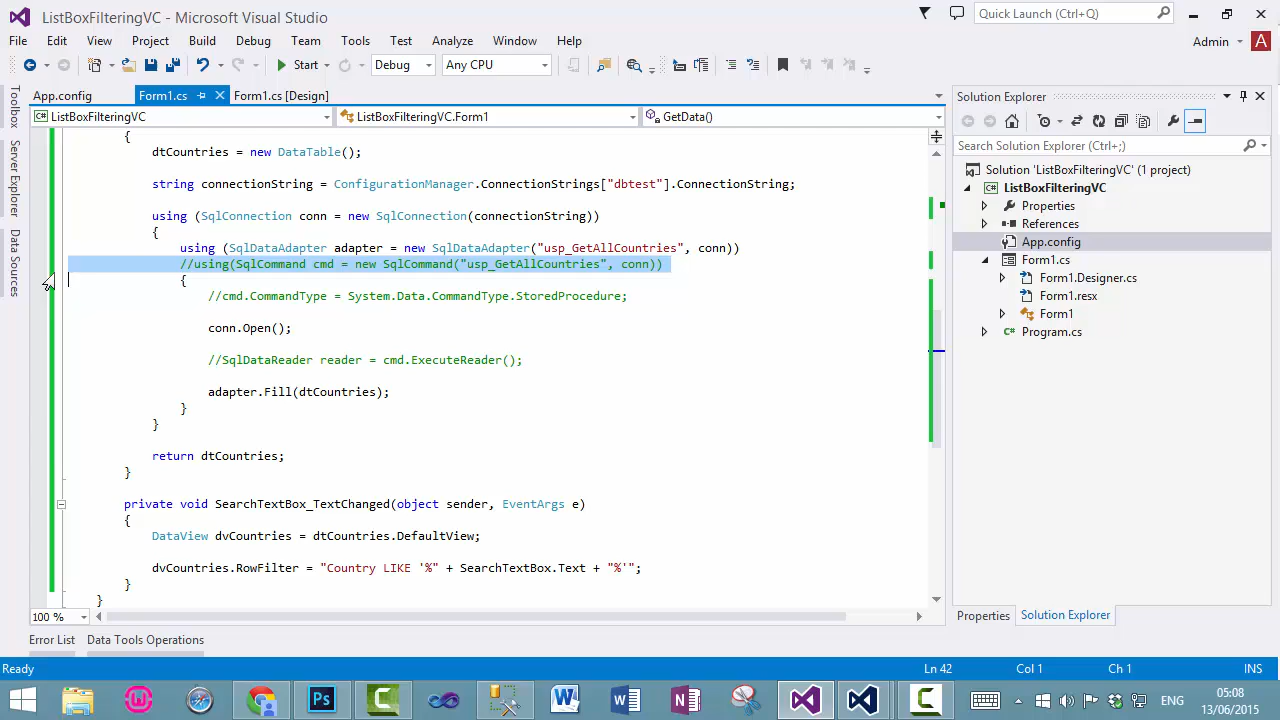 ListBoxFilteringVC - Microsoft Visual Studio
Quick Launch (Ctrl+Q)
File Edit View Project Build Debug Team Tools Test Analyze Window Help
Admin A
Start Debug Any CPU
App.config Form1.cs Form1.cs [Design]
ListBoxFilteringVC ListBoxFilteringVC.Form1 GetData()
Toolbox
Server Explorer
Data Sources
{
dtCountries = new DataTable();
string connectionString = ConfigurationManager.ConnectionStrings["dbtest"].ConnectionString;
using (SqlConnection conn = new SqlConnection(connectionString))
{
using (SqlDataAdapter adapter = new SqlDataAdapter("usp_GetAllCountries", conn))
//using(SqlCommand cmd = new SqlCommand("usp_GetAllCountries", conn))
{
//cmd.CommandType = System.Data.CommandType.StoredProcedure;
conn.Open();
//SqlDataReader reader = cmd.ExecuteReader();
adapter.Fill(dtCountries);
}
}
return dtCountries;
}
private void SearchTextBox_TextChanged(object sender, EventArgs e)
{
DataView dvCountries = dtCountries.DefaultView;
dvCountries.RowFilter = "Country LIKE '%" + SearchTextBox.Text + "%'";
}
}
100 %
Solution Explorer
Search Solution Explorer (Ctrl+;)
Solution 'ListBoxFilteringVC' (1 project)
ListBoxFilteringVC
Properties
References
App.config
Form1.cs
Form1.Designer.cs
Form1.resx
Form1
Program.cs
Properties Solution Explorer
Error List Data Tools Operations
Ready Ln 42 Col 1 Ch 1 INS
ENG
05:08
13/06/2015